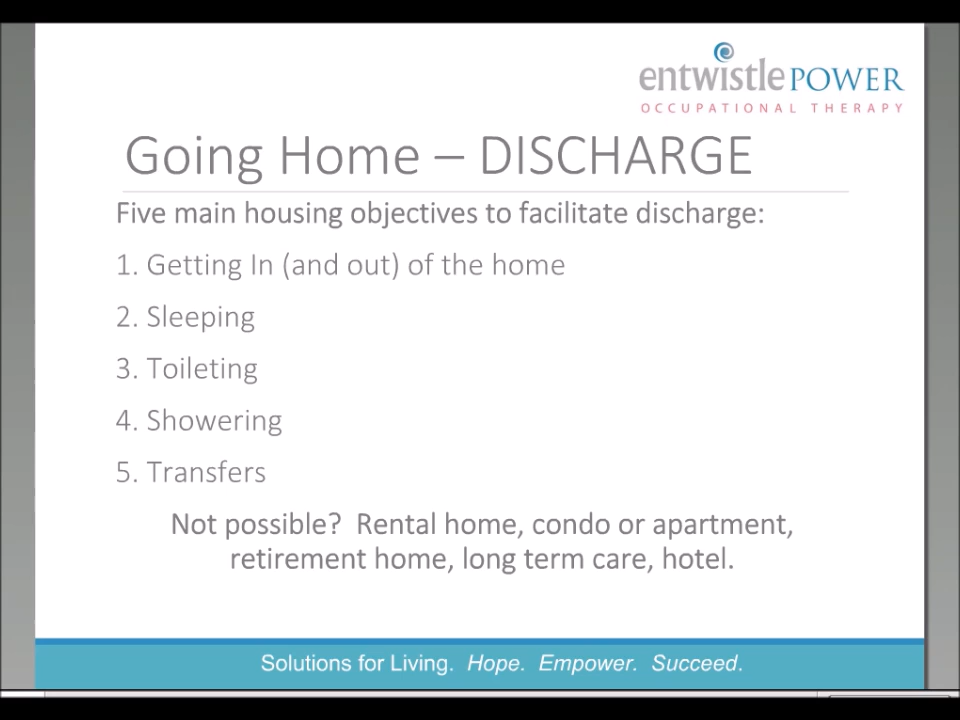 entwistle POWER
OCCUPATIONAL THERAPY
Going Home – DISCHARGE
Five main housing objectives to facilitate discharge:
1. Getting In (and out) of the home
2. Sleeping
3. Toileting
4. Showering
5. Transfers
Not possible? Rental home, condo or apartment,
retirement home, long term care, hotel.
Solutions for Living. Hope. Empower. Succeed.